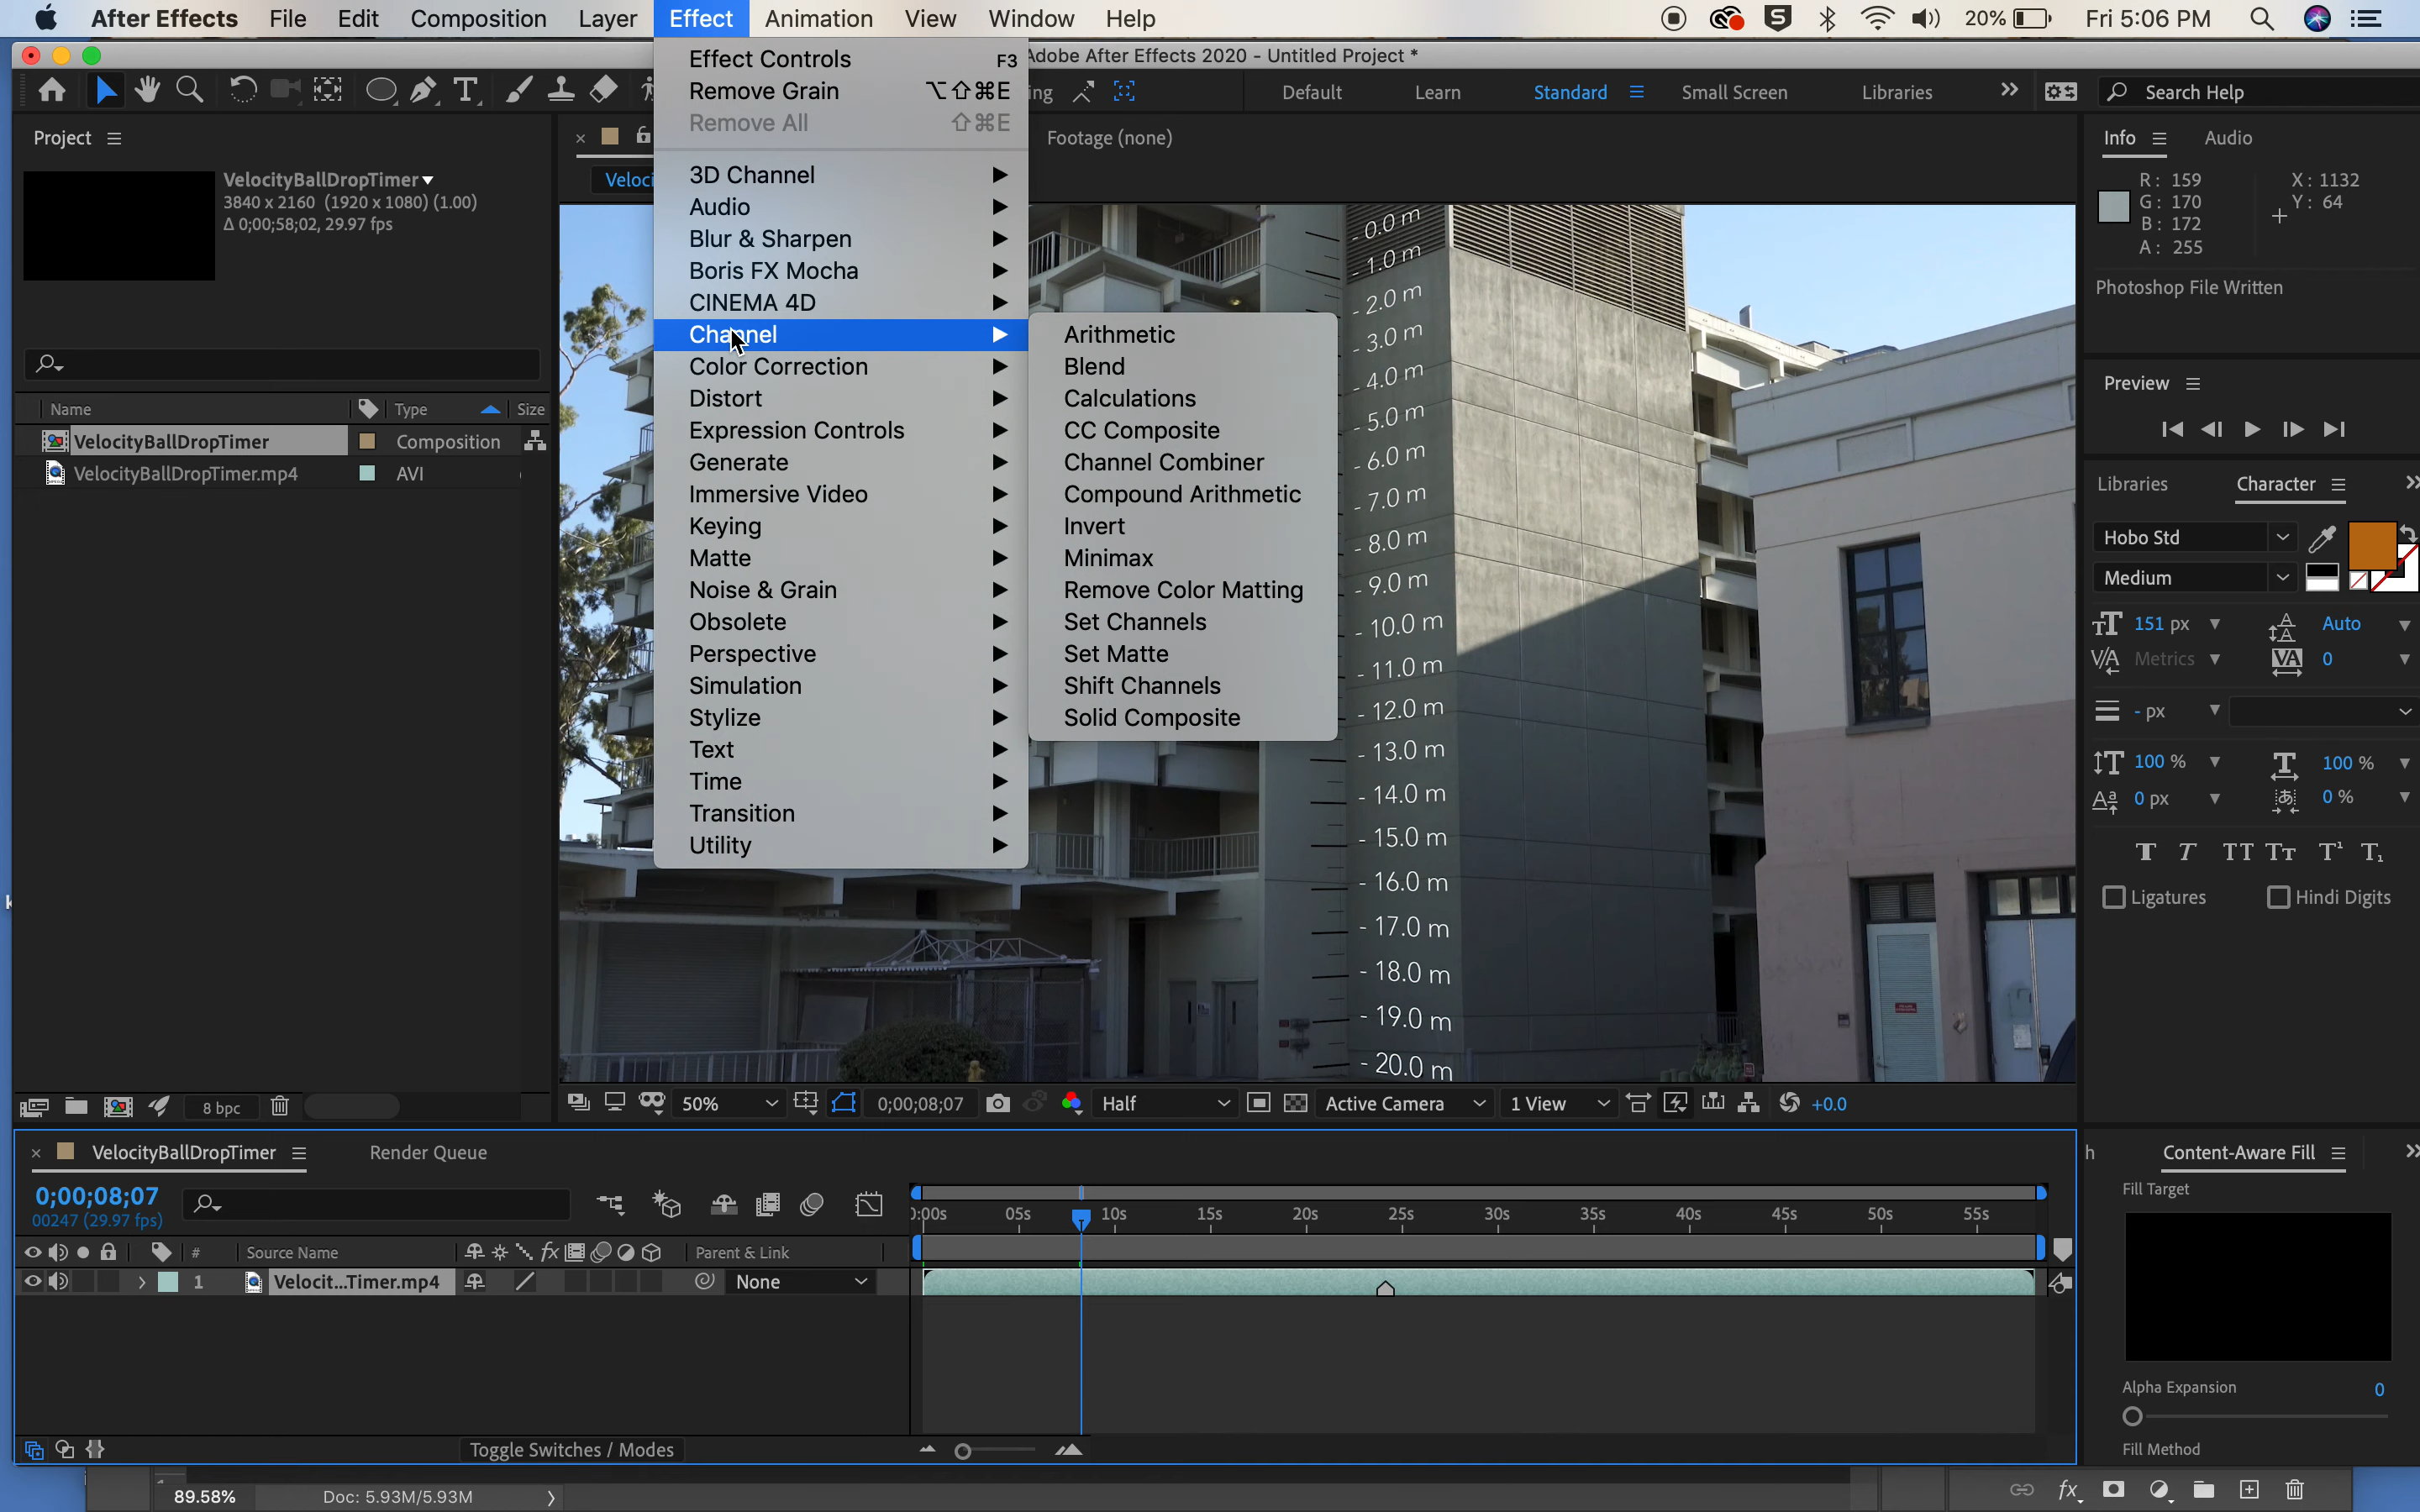 After Effects File Edit Composition Layer Effect Animation View Window Help 20% Fri 5:06 PM
Adobe After Effects 2020 - Untitled Project *
Default Learn Standard Small Screen Libraries Search Help
Effect Controls F3
Remove Grain ⌥⇧⌘E
Remove All ⇧⌘E
3D Channel
Audio
Blur & Sharpen
Boris FX Mocha
CINEMA 4D
Channel
Color Correction
Distort
Expression Controls
Generate
Immersive Video
Keying
Matte
Noise & Grain
Obsolete
Perspective
Simulation
Stylize
Text
Time
Transition
Utility
Arithmetic
Blend
Calculations
CC Composite
Channel Combiner
Compound Arithmetic
Invert
Minimax
Remove Color Matting
Set Channels
Set Matte
Shift Channels
Solid Composite
Project
VelocityBallDropTimer
3840 x 2160 (1920 x 1080) (1.00)
Δ 0;00;58;02, 29.97 fps
Name Type Size
VelocityBallDropTimer Composition
VelocityBallDropTimer.mp4 AVI
8 bpc
Footage (none)
- 0.0 m
- 1.0 m
- 2.0 m
- 3.0 m
- 4.0 m
- 5.0 m
- 6.0 m
- 7.0 m
- 8.0 m
- 9.0 m
- 10.0 m
- 11.0 m
- 12.0 m
- 13.0 m
- 14.0 m
- 15.0 m
- 16.0 m
- 17.0 m
- 18.0 m
- 19.0 m
- 20.0 m
50% 0;00;08;07 Half Active Camera 1 View +0.0
Info Audio
R: 159 X: 1132
G: 170 Y: 64
B: 172
A: 255
Photoshop File Written
Preview
Libraries Character
Hobo Std
Medium
151 px Auto
Metrics 0
- px
100 % 100 %
0 px 0 %
Ligatures Hindi Digits
VelocityBallDropTimer Render Queue
0;00;08;07
00247 (29.97 fps)
05s 10s 15s 20s 25s 30s 35s 40s 45s 50s 55s
# Source Name Parent & Link
1 Velocit...Timer.mp4 None
Toggle Switches / Modes
Content-Aware Fill
Fill Target
Alpha Expansion 0
Fill Method
89.58% Doc: 5.93M/5.93M